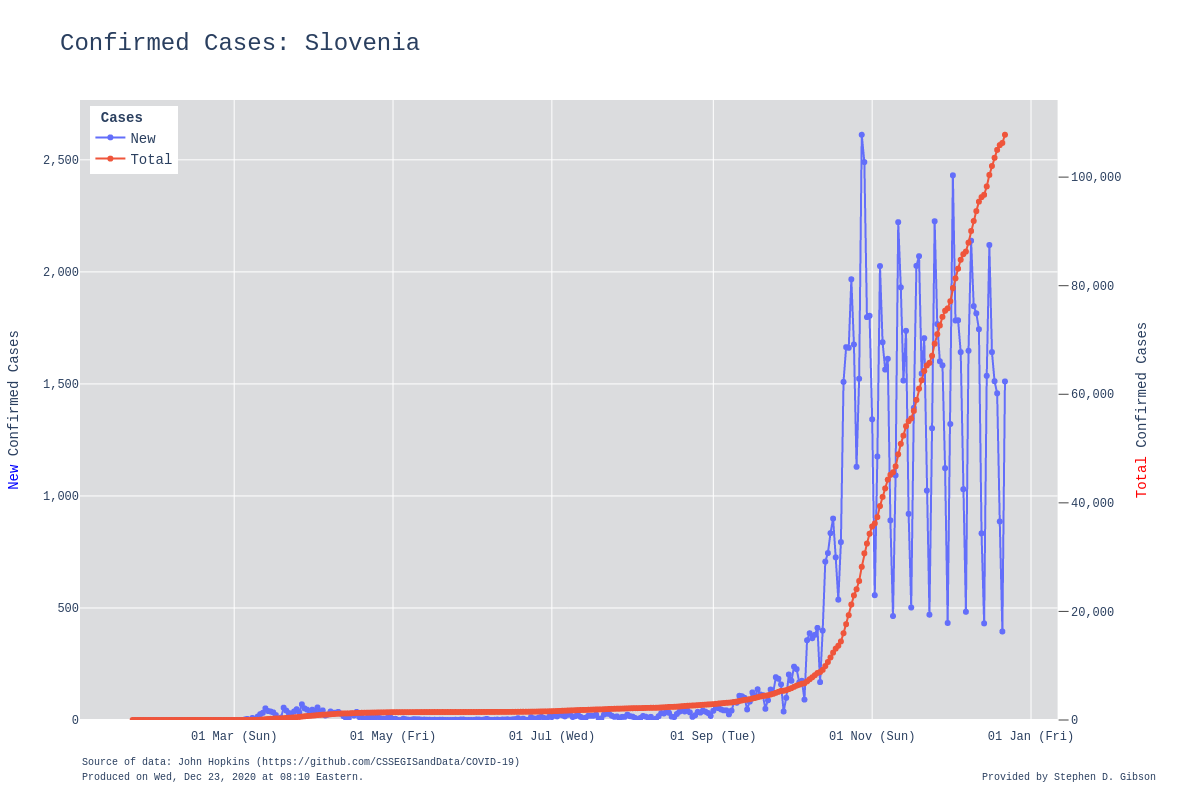 Confirmed Cases: Slovenia
Cases
New
Total
2,500
2,000
1,500
1,000
500
0
100,000
80,000
60,000
40,000
20,000
0
New Confirmed Cases
Total Confirmed Cases
01 Mar (Sun)
01 May (Fri)
01 Jul (Wed)
01 Sep (Tue)
01 Nov (Sun)
01 Jan (Fri)
Source of data: John Hopkins (https://github.com/CSSEGISandData/COVID-19)
Produced on Wed, Dec 23, 2020 at 08:10 Eastern.
Provided by Stephen D. Gibson